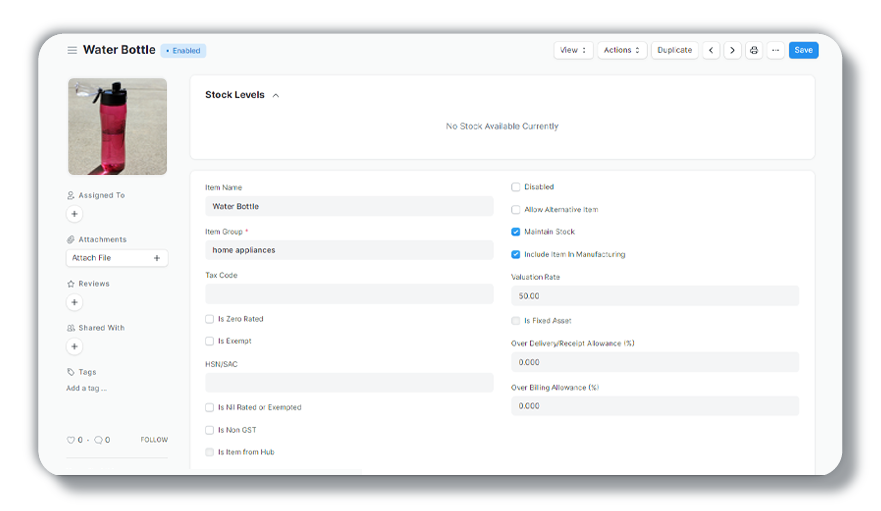 Water Bottle
• Enabled
View
Actions
Duplicate
Save
Assigned To
Attachments
Attach File
Reviews
Shared With
Tags
Add a tag ...
0 · 0
FOLLOW
Stock Levels
No Stock Available Currently
Item Name
Water Bottle
Item Group *
home appliances
Tax Code
Is Zero Rated
Is Exempt
HSN/SAC
Is Nil Rated or Exempted
Is Non GST
Is Item from Hub
Disabled
Allow Alternative Item
Maintain Stock
Include Item In Manufacturing
Valuation Rate
50.00
Is Fixed Asset
Over Delivery/Receipt Allowance (%)
0.000
Over Billing Allowance (%)
0.000